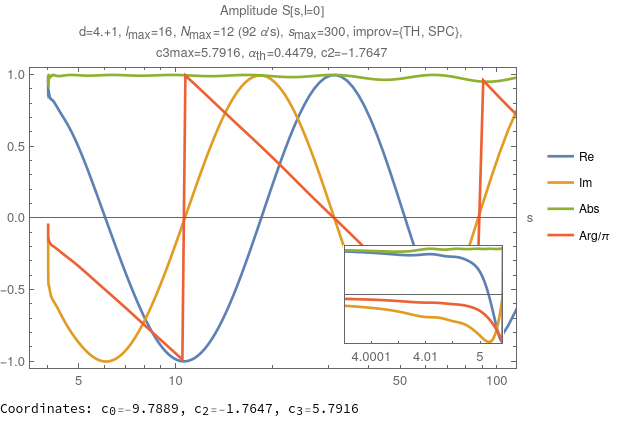 Amplitude S[s,l=0]
d=4.+1, lmax=16, Nmax=12 (92 α's), smax=300, improv={TH, SPC},
c3max=5.7916, αth=0.4479, c2=-1.7647
1.0
0.5
0.0
-0.5
-1.0
5
10
50
100
s
4.0001
4.01
5
Re
Im
Abs
Arg/π
Coordinates: c0=-9.7889, c2=-1.7647, c3=5.7916